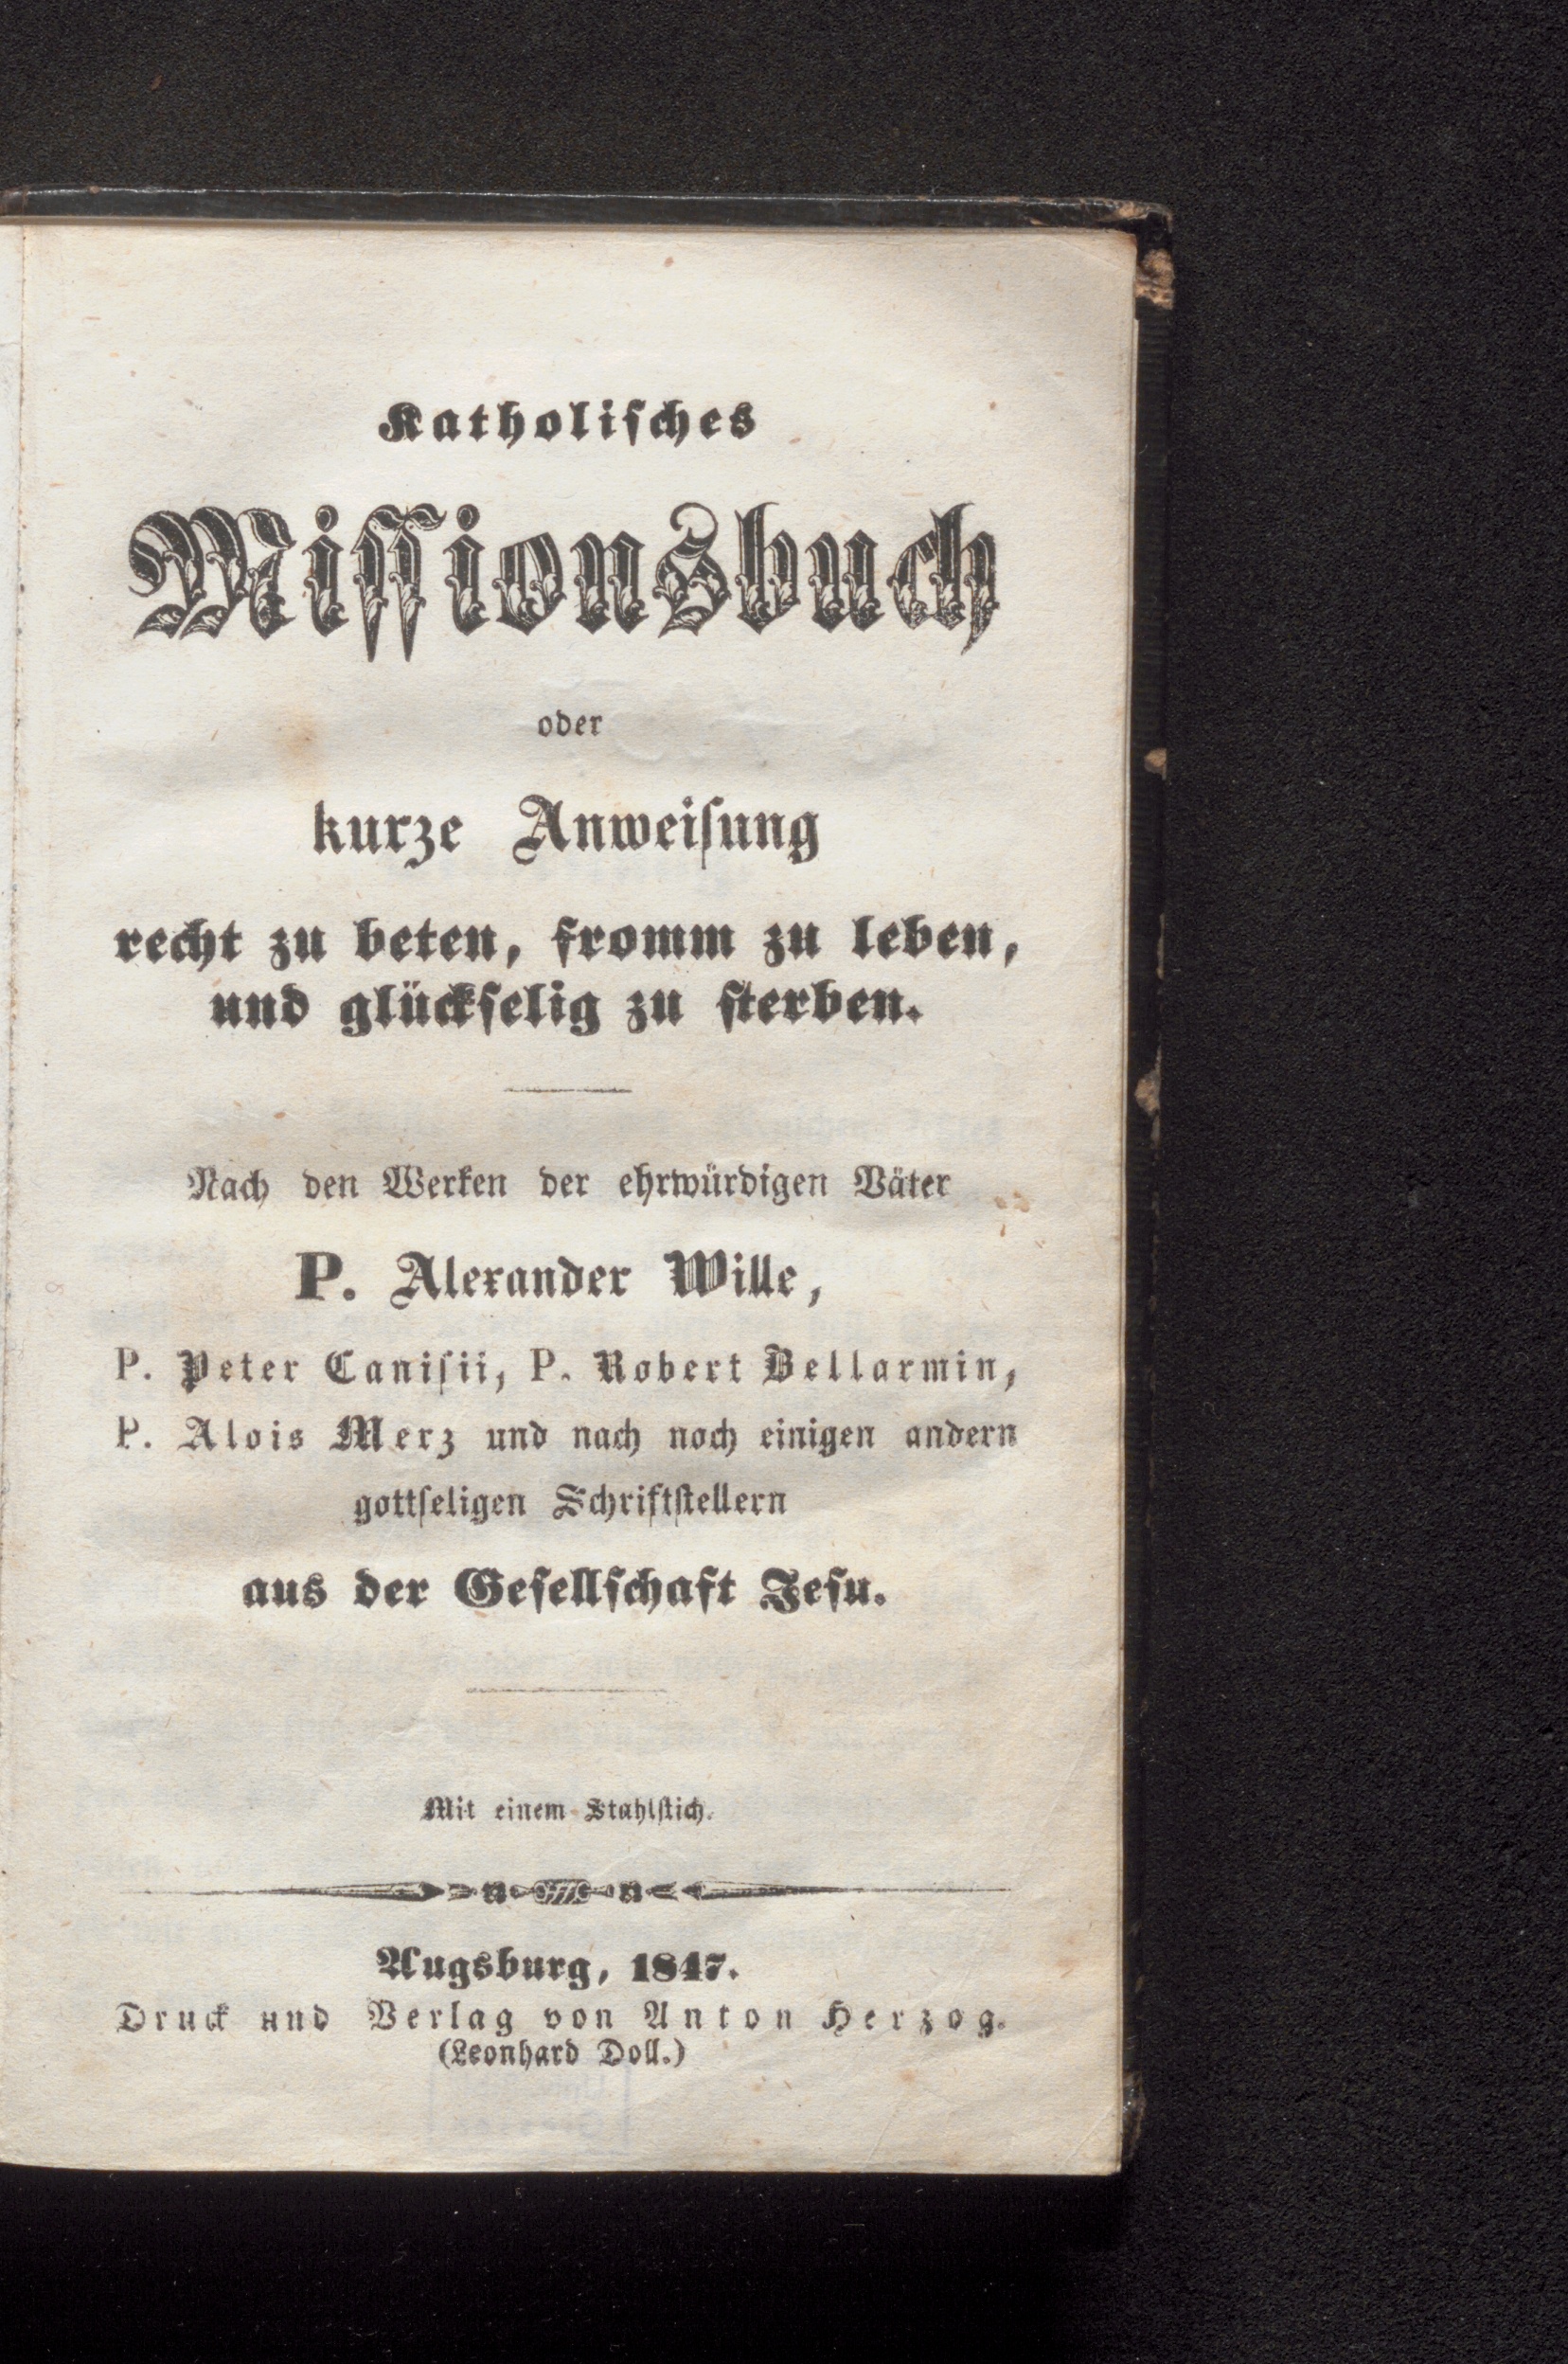 Katholiſches
Miſſionsbuch
oder
kurze Anweiſung
recht zu beten, fromm zu leben,
und glückſelig zu ſterben.
Nach den Werken der ehrwürdigen Väter
P. Alexander Wille,
P. Peter Caniſii, P. Robert Bellarmin,
P. Alois Merz und nach noch einigen andern
gottſeligen Schriftſtellern
aus der Geſellſchaft Jeſu.
Mit einem Stahlſtich.
Augsburg, 1847.
Druck und Verlag von Anton Herzog.
(Leonhard Doll.)